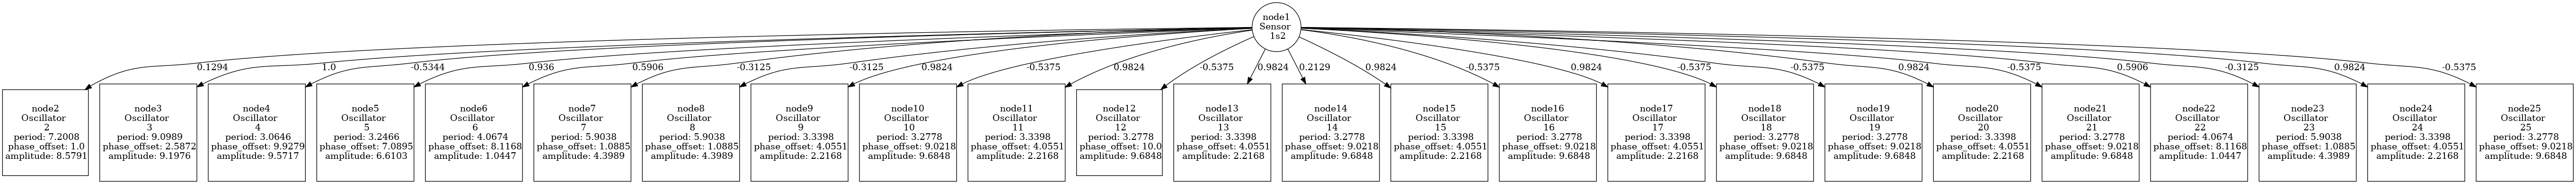 node1
Sensor
1s2
0.1294
1.0
-0.5344
0.936
0.5906
-0.3125
-0.3125
0.9824
-0.5375
0.9824
-0.5375
0.9824
0.2129
0.9824
-0.5375
0.9824
-0.5375
-0.5375
0.9824
-0.5375
0.5906
-0.3125
0.9824
-0.5375
node2
Oscillator
2
period: 7.2008
phase_offset: 1.0
amplitude: 8.5791
node3
Oscillator
3
period: 9.0989
phase_offset: 2.5872
amplitude: 9.1976
node4
Oscillator
4
period: 3.0646
phase_offset: 9.9279
amplitude: 9.5717
node5
Oscillator
5
period: 3.2466
phase_offset: 7.0895
amplitude: 6.6103
node6
Oscillator
6
period: 4.0674
phase_offset: 8.1168
amplitude: 1.0447
node7
Oscillator
7
period: 5.9038
phase_offset: 1.0885
amplitude: 4.3989
node8
Oscillator
8
period: 5.9038
phase_offset: 1.0885
amplitude: 4.3989
node9
Oscillator
9
period: 3.3398
phase_offset: 4.0551
amplitude: 2.2168
node10
Oscillator
10
period: 3.2778
phase_offset: 9.0218
amplitude: 9.6848
node11
Oscillator
11
period: 3.3398
phase_offset: 4.0551
amplitude: 2.2168
node12
Oscillator
12
period: 3.2778
phase_offset: 10.0
amplitude: 9.6848
node13
Oscillator
13
period: 3.3398
phase_offset: 4.0551
amplitude: 2.2168
node14
Oscillator
14
period: 3.2778
phase_offset: 9.0218
amplitude: 9.6848
node15
Oscillator
15
period: 3.3398
phase_offset: 4.0551
amplitude: 2.2168
node16
Oscillator
16
period: 3.2778
phase_offset: 9.0218
amplitude: 9.6848
node17
Oscillator
17
period: 3.3398
phase_offset: 4.0551
amplitude: 2.2168
node18
Oscillator
18
period: 3.2778
phase_offset: 9.0218
amplitude: 9.6848
node19
Oscillator
19
period: 3.2778
phase_offset: 9.0218
amplitude: 9.6848
node20
Oscillator
20
period: 3.3398
phase_offset: 4.0551
amplitude: 2.2168
node21
Oscillator
21
period: 3.2778
phase_offset: 9.0218
amplitude: 9.6848
node22
Oscillator
22
period: 4.0674
phase_offset: 8.1168
amplitude: 1.0447
node23
Oscillator
23
period: 5.9038
phase_offset: 1.0885
amplitude: 4.3989
node24
Oscillator
24
period: 3.3398
phase_offset: 4.0551
amplitude: 2.2168
node25
Oscillator
25
period: 3.2778
phase_offset: 9.0218
amplitude: 9.6848